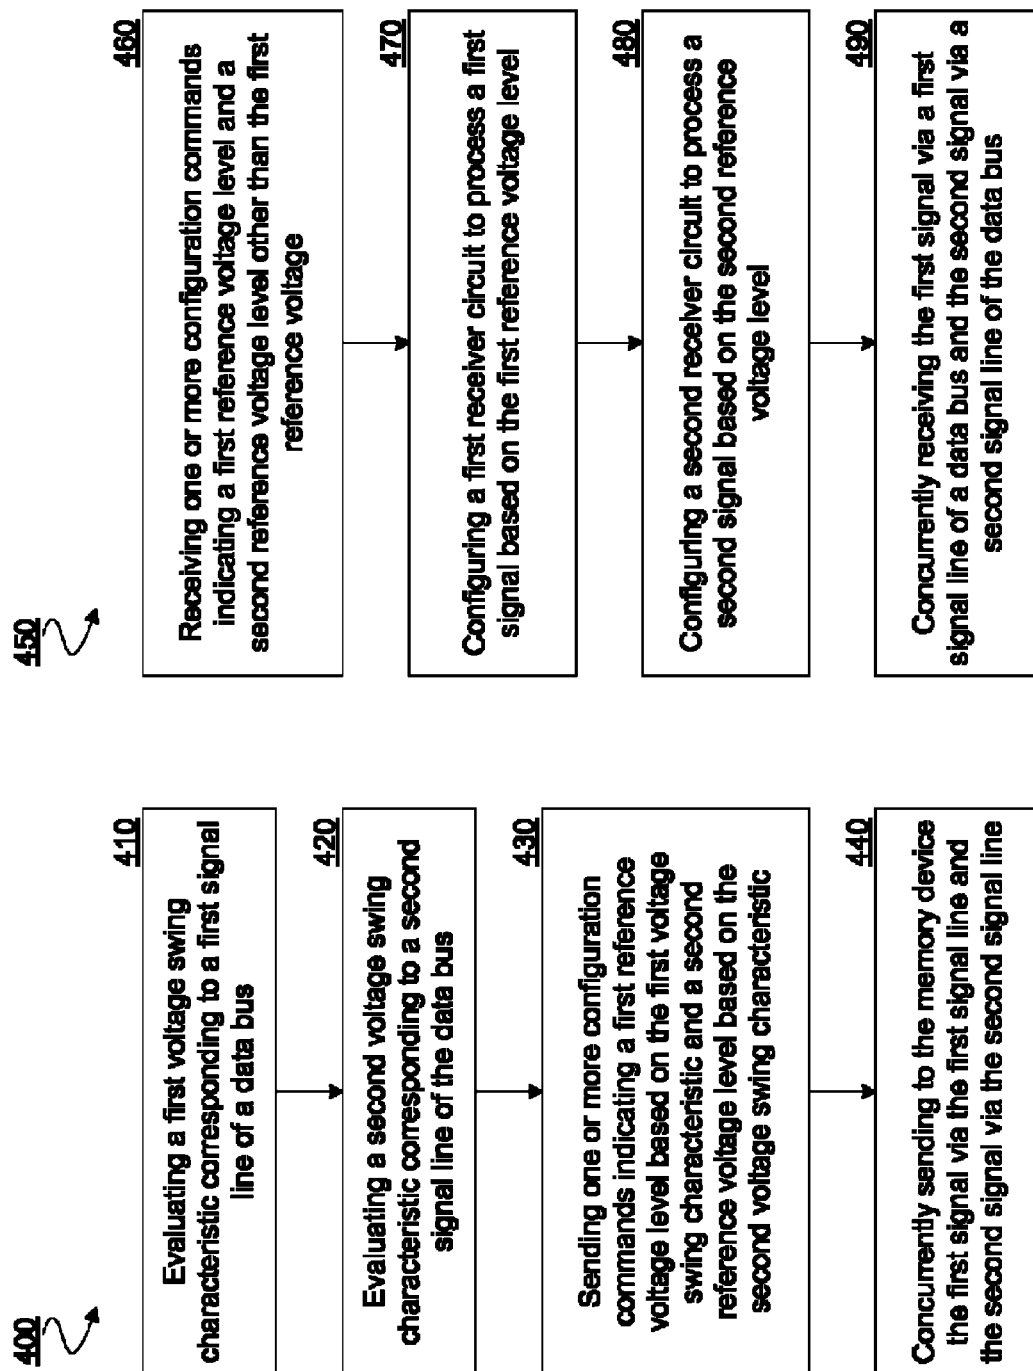 400
410
Evaluating a first voltage swing
characteristic corresponding to a first signal
line of a data bus
420
Evaluating a second voltage swing
characteristic corresponding to a second
signal line of the data bus
430
Sending one or more configuration
commands indicating a first reference
voltage level based on the first voltage
swing characteristic and a second
reference voltage level based on the
second voltage swing characteristic
440
Concurrently sending to the memory device
the first signal via the first signal line and
the second signal via the second signal line
450
460
Receiving one or more configuration commands
indicating a first reference voltage level and a
second reference voltage level other than the first
reference voltage
470
Configuring a first receiver circuit to process a first
signal based on the first reference voltage level
480
Configuring a second receiver circuit to process a
second signal based on the second reference
voltage level
490
Concurrently receiving the first signal via a first
signal line of a data bus and the second signal via a
second signal line of the data bus